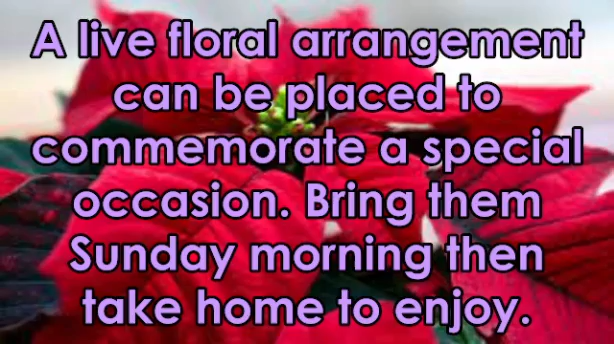 A live floral arrangement
can be placed to
commemorate a special
occasion. Bring them
Sunday morning then
take home to enjoy.